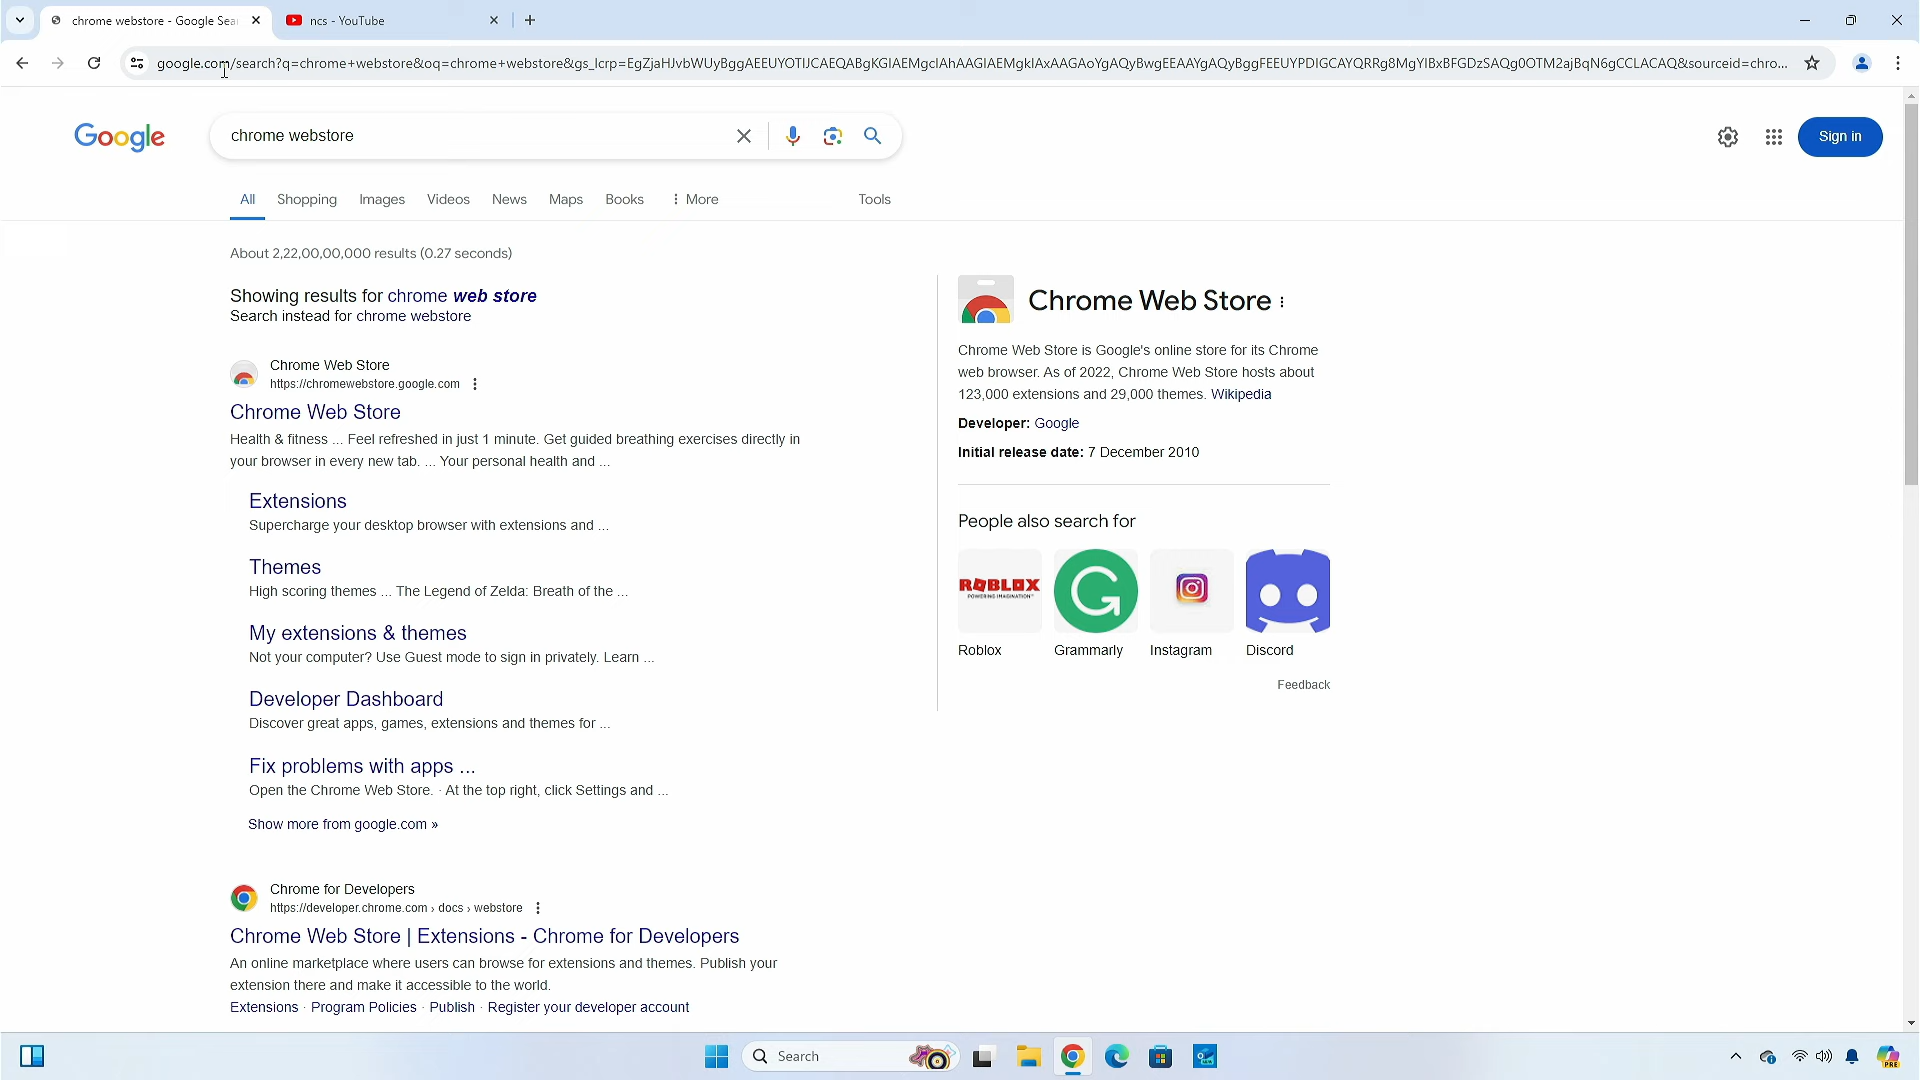 chrome webstore - Google Sea
ncs - YouTube
google.com/search?q=chrome+webstore&oq=chrome+webstore&gs_lcrp=EgZjaHJvbWUyBggAEEUYOTIJCAEQABgKGIAEMgcIAhAAGIAEMgkIAxAAGAoYgAQyBwgEEAAYgAQyBggFEEUYPDIGCAYQRRg8MgYIBxBFGDzSAQg0OTM2ajBqN6gCCLACAQ&sourceid=chro...
Google
chrome webstore
Sign in
All
Shopping
Images
Videos
News
Maps
Books
More
Tools
About 2,22,00,00,000 results (0.27 seconds)
Showing results for chrome web store
Search instead for chrome webstore
Chrome Web Store
https://chromewebstore.google.com
Chrome Web Store
Health & fitness ... Feel refreshed in just 1 minute. Get guided breathing exercises directly in
your browser in every new tab. ... Your personal health and ...
Extensions
Supercharge your desktop browser with extensions and ...
Themes
High scoring themes ... The Legend of Zelda: Breath of the ...
My extensions & themes
Not your computer? Use Guest mode to sign in privately. Learn ...
Developer Dashboard
Discover great apps, games, extensions and themes for ...
Fix problems with apps ...
Open the Chrome Web Store. · At the top right, click Settings and ...
Show more from google.com »
Chrome for Developers
https://developer.chrome.com › docs › webstore
Chrome Web Store | Extensions - Chrome for Developers
An online marketplace where users can browse for extensions and themes. Publish your
extension there and make it accessible to the world.
Extensions · Program Policies · Publish · Register your developer account
Chrome Web Store
Chrome Web Store is Google's online store for its Chrome
web browser. As of 2022, Chrome Web Store hosts about
123,000 extensions and 29,000 themes. Wikipedia
Developer: Google
Initial release date: 7 December 2010
People also search for
ROBLOX
POWERING IMAGINATION
Roblox
Grammarly
Instagram
Discord
Feedback
Search
PRE